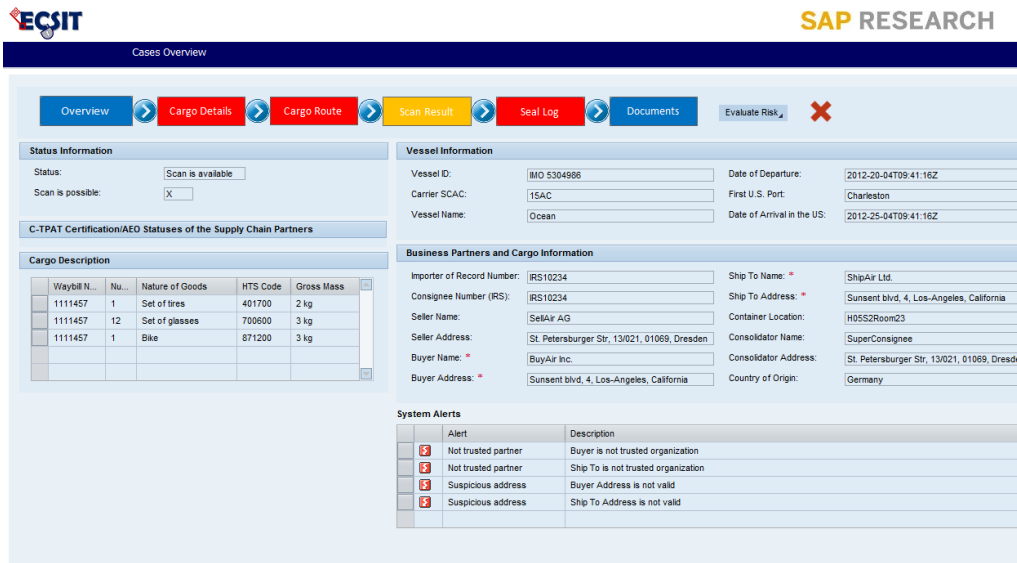 ECSIT
SAP RESEARCH
Cases Overview
Overview
Cargo Details
Cargo Route
Scan Result
Seal Log
Documents
Evaluate Risk
Status Information
Status: Scan is available
Scan is possible: X
C-TPAT Certification/AEO Statuses of the Supply Chain Partners
Cargo Description
Waybill N... Nu... Nature of Goods HTS Code Gross Mass
1111457 1 Set of tires 401700 2 kg
1111457 12 Set of glasses 700600 3 kg
1111457 1 Bike 871200 3 kg
Vessel Information
Vessel ID: IMO 5304986 Date of Departure: 2012-20-04T09:41:16Z
Carrier SCAC: 15AC First U.S. Port: Charleston
Vessel Name: Ocean Date of Arrival in the US: 2012-25-04T09:41:16Z
Business Partners and Cargo Information
Importer of Record Number: IRS10234 Ship To Name: * ShipAir Ltd.
Consignee Number (IRS): IRS10234 Ship To Address: * Sunsent blvd, 4, Los-Angeles, California
Seller Name: SellAir AG Container Location: H05S2Room23
Seller Address: St. Petersburger Str, 13/021, 01069, Dresden Consolidator Name: SuperConsignee
Buyer Name: * BuyAir Inc. Consolidator Address: St. Petersburger Str, 13/021, 01069, Dresde
Buyer Address: * Sunsent blvd, 4, Los-Angeles, California Country of Origin: Germany
System Alerts
Alert Description
Not trusted partner Buyer is not trusted organization
Not trusted partner Ship To is not trusted organization
Suspicious address Buyer Address is not valid
Suspicious address Ship To Address is not valid